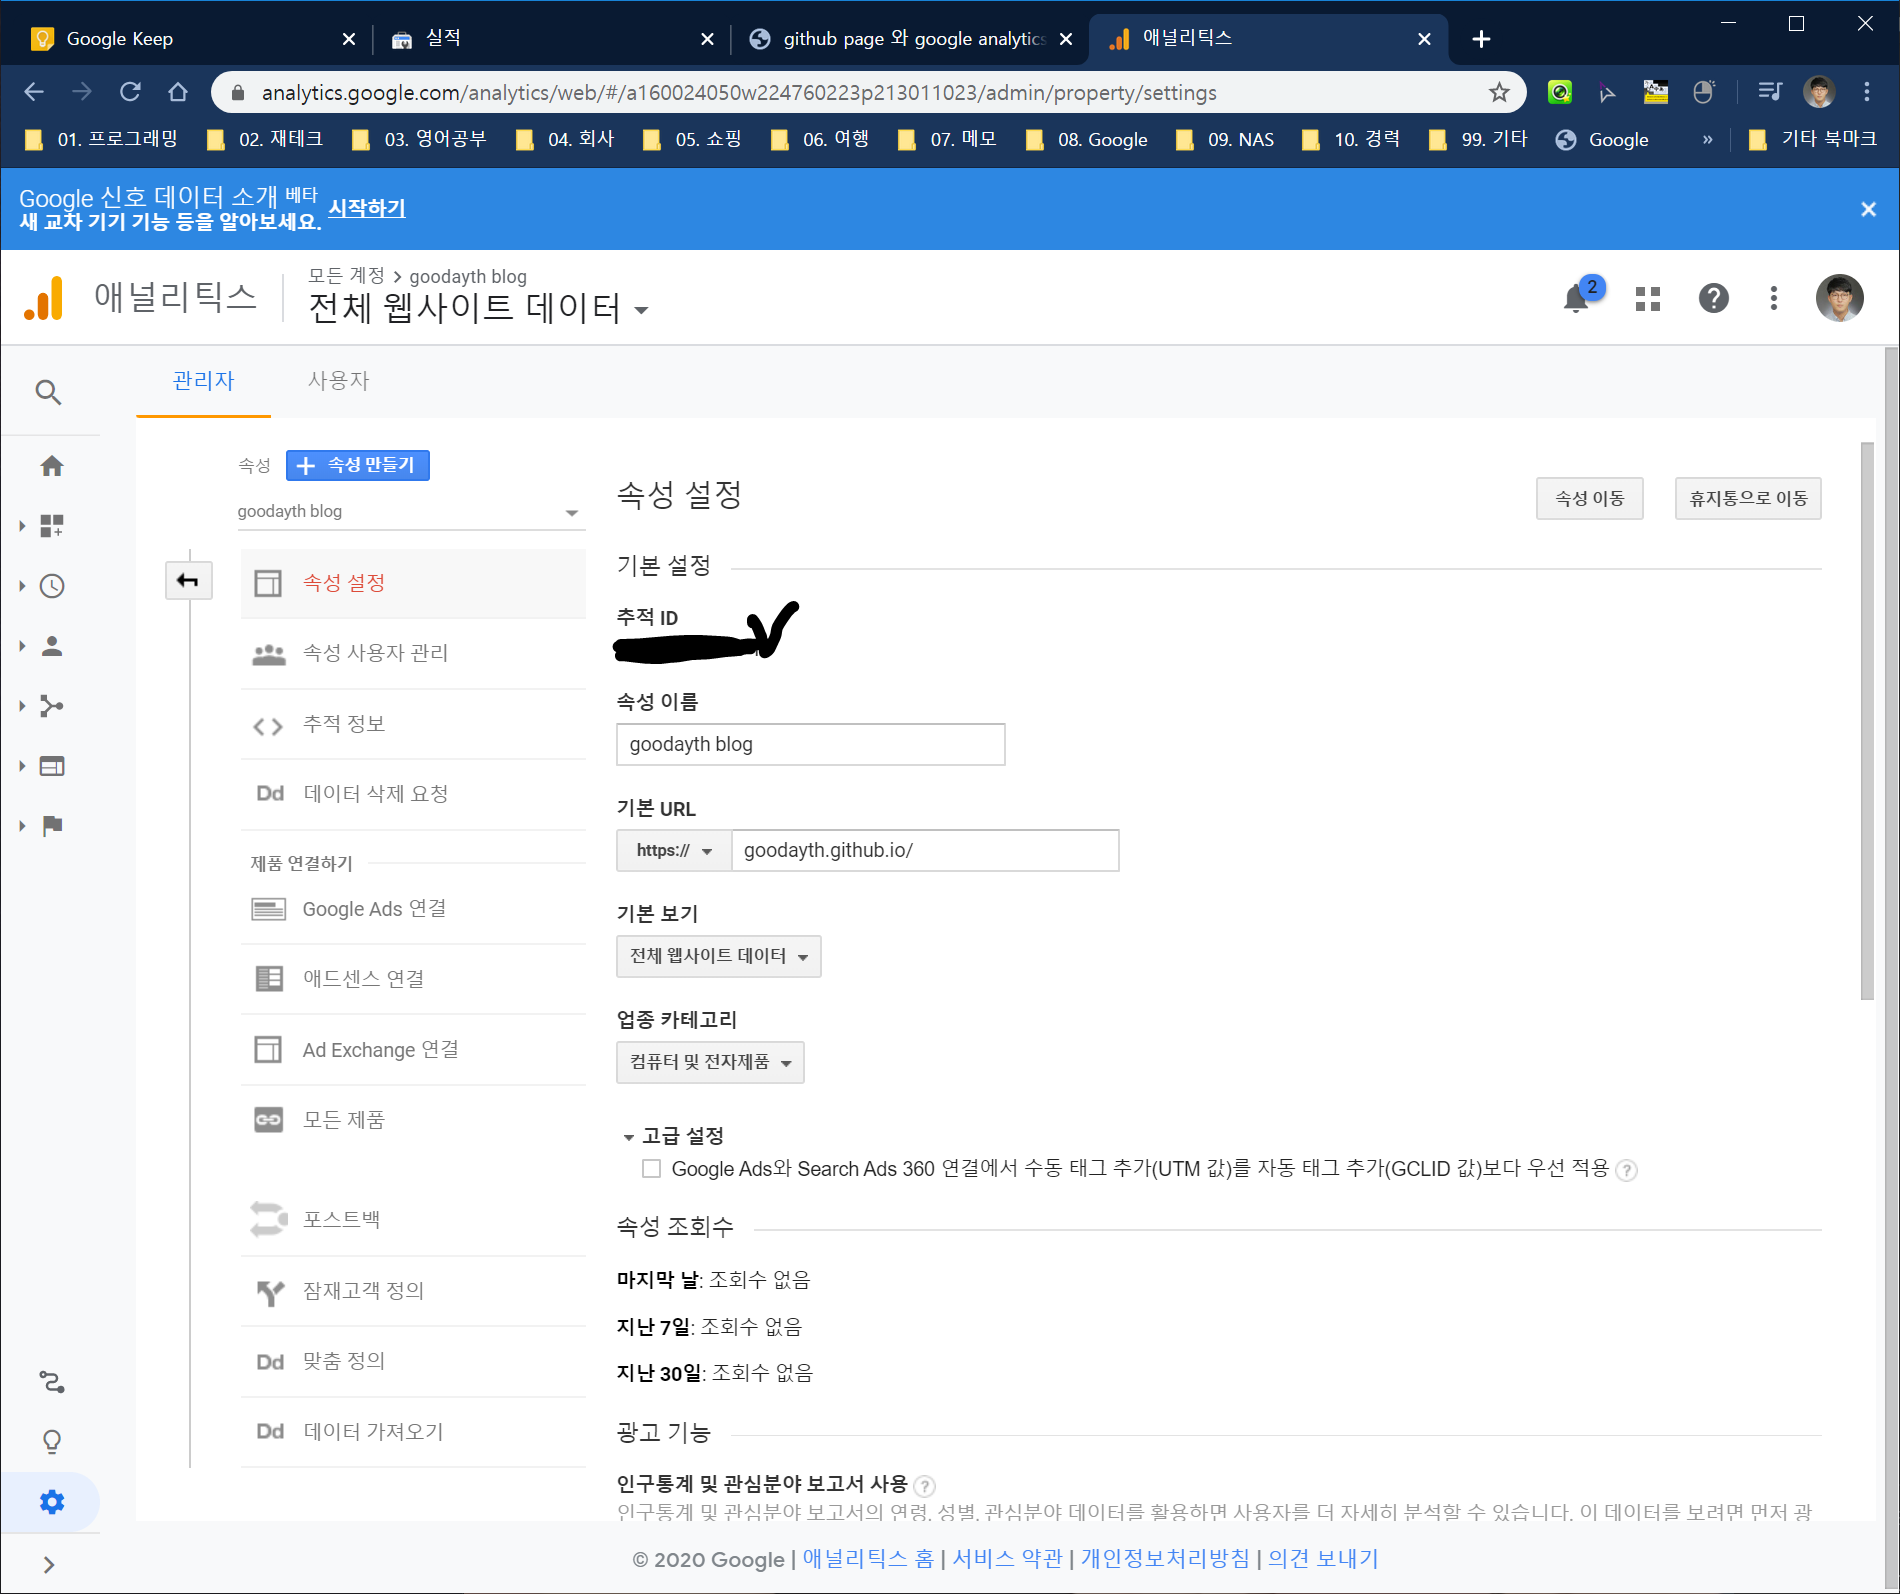 Google Keep
실적
github page 와 google analytics
애널리틱스
analytics.google.com/analytics/web/#/a160024050w224760223p213011023/admin/property/settings
01. 프로그래밍
02. 재테크
03. 영어공부
04. 회사
05. 쇼핑
06. 여행
07. 메모
08. Google
09. NAS
10. 경력
99. 기타
Google
»
기타 북마크
Google 신호 데이터 소개 베타
새 교차 기기 기능 등을 알아보세요. 시작하기
애널리틱스
모든 계정 > goodayth blog
전체 웹사이트 데이터
2
관리자
사용자
속성
+ 속성 만들기
goodayth blog
속성 설정
속성 사용자 관리
추적 정보
Dd 데이터 삭제 요청
제품 연결하기
Google Ads 연결
애드센스 연결
Ad Exchange 연결
모든 제품
포스트백
잠재고객 정의
Dd 맞춤 정의
Dd 데이터 가져오기
속성 설정
속성 이동
휴지통으로 이동
기본 설정
추적 ID
속성 이름
goodayth blog
기본 URL
https://
goodayth.github.io/
기본 보기
전체 웹사이트 데이터
업종 카테고리
컴퓨터 및 전자제품
고급 설정
Google Ads와 Search Ads 360 연결에서 수동 태그 추가(UTM 값)를 자동 태그 추가(GCLID 값)보다 우선 적용 ?
속성 조회수
마지막 날: 조회수 없음
지난 7일: 조회수 없음
지난 30일: 조회수 없음
광고 기능
인구통계 및 관심분야 보고서 사용 ?
인구통계 및 관심분야 보고서의 연령, 성별, 관심분야 데이터를 활용하면 사용자를 더 자세히 분석할 수 있습니다. 이 데이터를 보려면 먼저 광
© 2020 Google | 애널리틱스 홈 | 서비스 약관 | 개인정보처리방침 | 의견 보내기